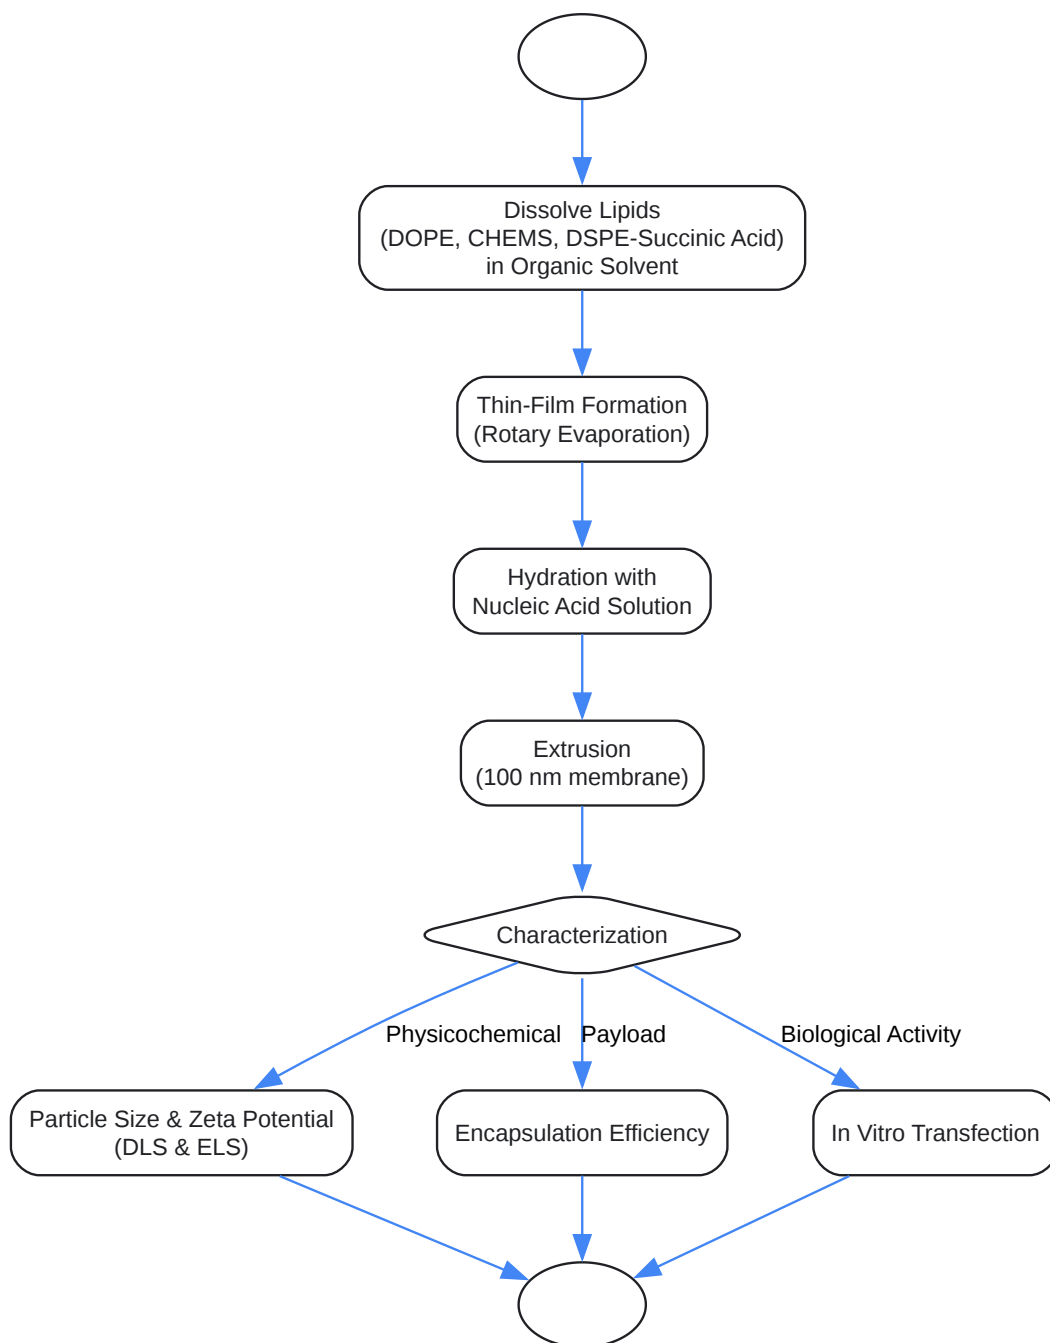 Dissolve Lipids
(DOPE, CHEMS, DSPE-Succinic Acid)
in Organic Solvent
Thin-Film Formation
(Rotary Evaporation)
Hydration with
Nucleic Acid Solution
Extrusion
(100 nm membrane)
Characterization
Physicochemical
Payload
Biological Activity
Particle Size & Zeta Potential
(DLS & ELS)
Encapsulation Efficiency
In Vitro Transfection